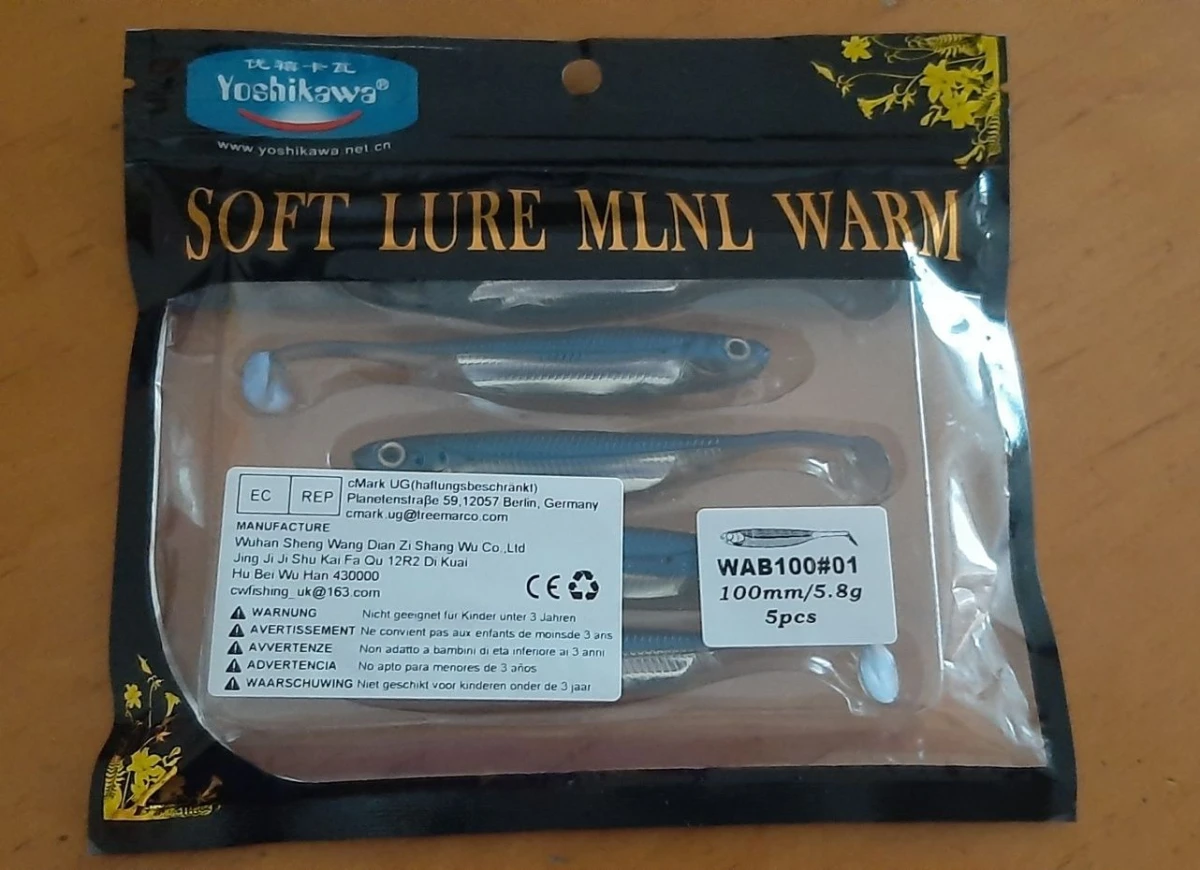 优禧卡瓦
Yoshikawa®
www.yoshikawa.net.cn
SOFT LURE MLNL WARM
EC REP
cMark UG(haftungsbeschränkt)
Planetenstraße 59,12057 Berlin, Germany
cmark.ug@freemarco.com
MANUFACTURE
Wuhan Sheng Wang Dian Zi Shang Wu Co.,Ltd
Jing Ji Ji Shu Kai Fa Qu 12R2 Di Kuai
Hu Bei Wu Han 430000
cwfishing_uk@163.com
CE
WARNUNG Nicht geeignet für Kinder unter 3 Jahren
AVERTISSEMENT Ne convient pas aux enfants de moinsde 3 ans
AVVERTENZE Non adatto a bambini di eta inferiore ai 3 anni
ADVERTENCIA No apto para menores de 3 años
WAARSCHUWING Niet geschikt voor kinderen onder de 3 jaar
WAB100#01
100mm/5.8g
5pcs